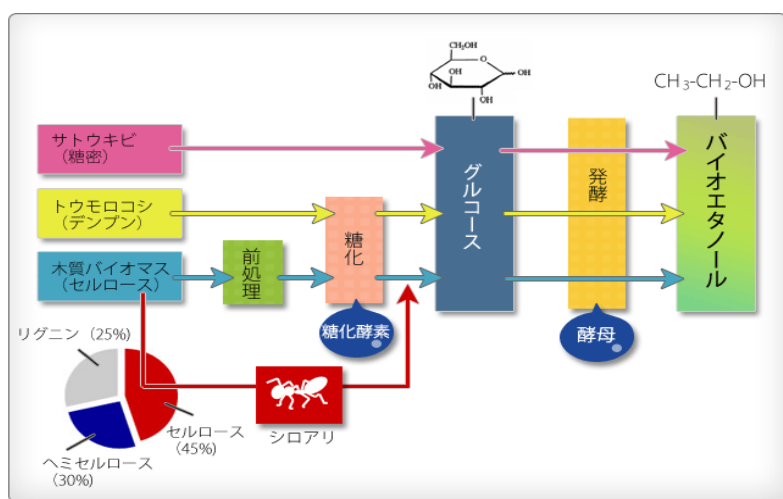 CH₂OH
O
OH
OH
OH
OH
CH₃-CH₂-OH
サトウキビ
（糖密）
トウモロコシ
（デンプン）
木質バイオマス
（セルロース）
前処理
糖化
糖化酵素
グルコース
発酵
酵母
バイオエタノール
リグニン（25%）
セルロース
（45%）
ヘミセルロース
（30%）
シロアリ